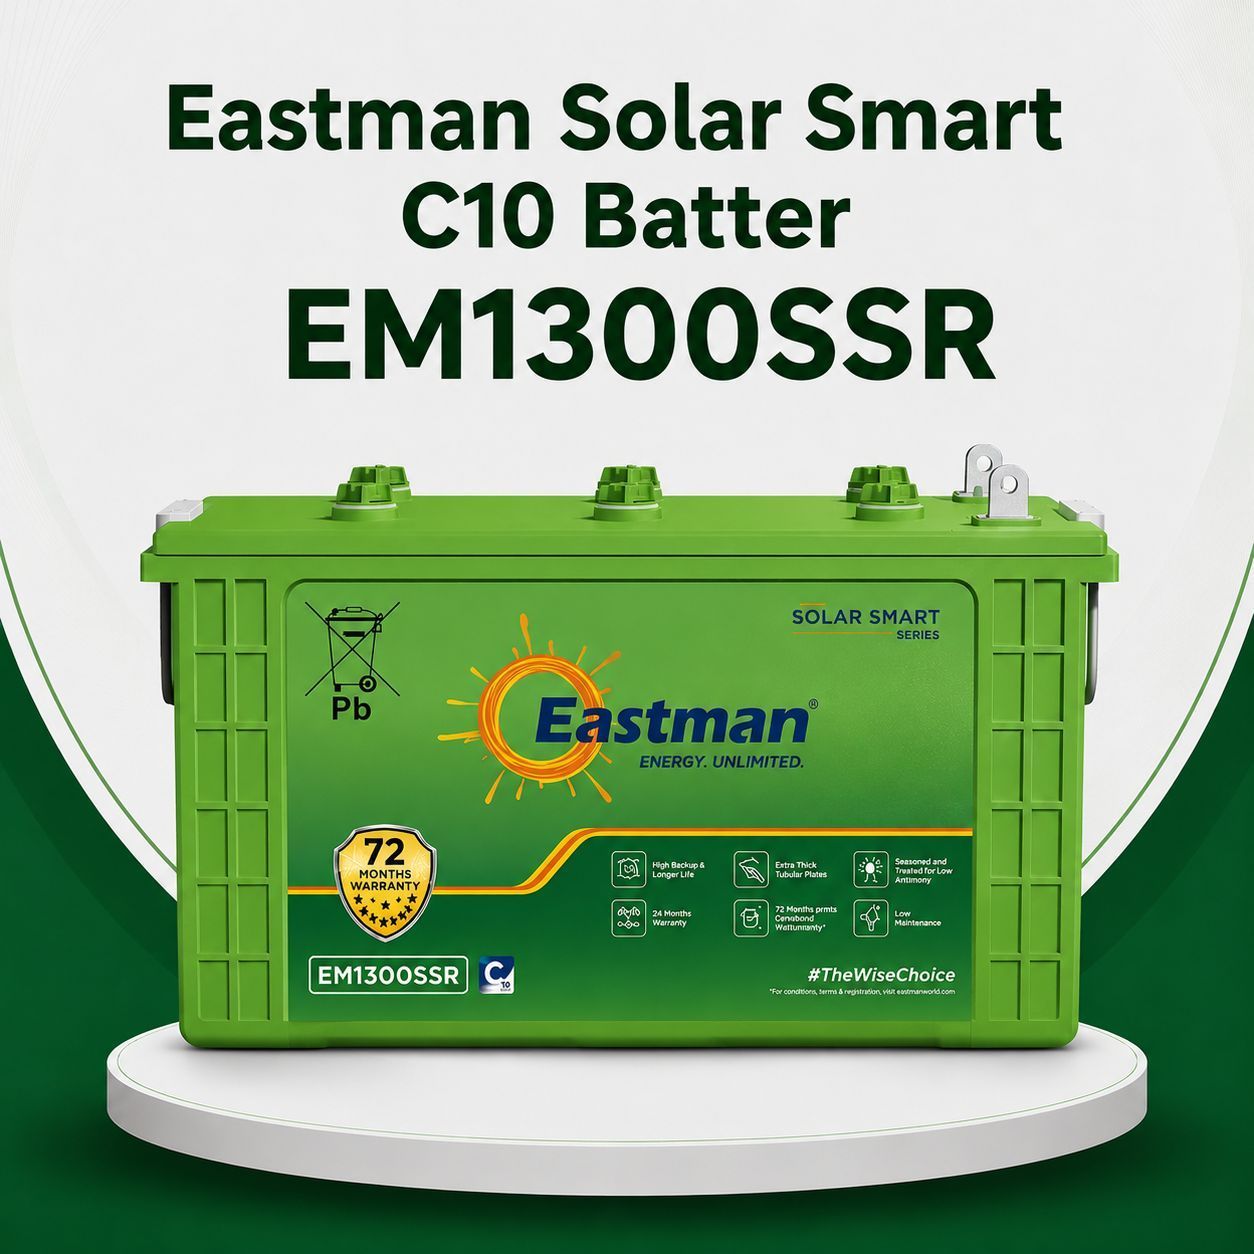 Eastman Solar Smart
C10 Batter
EM1300SSR
SOLAR SMART
SERIES
Pb
Eastman®
ENERGY. UNLIMITED.
72
MONTHS
WARRANTY
High Backup &
Longer Life
Extra Thick
Tubular Plates
Seasoned and
Treated for Low
Antimony
24 Months
Warranty
72 Months
Low
Maintenance
EM1300SSR
C
10
#TheWiseChoice
*For conditions, terms & registration, visit eastmanworld.com